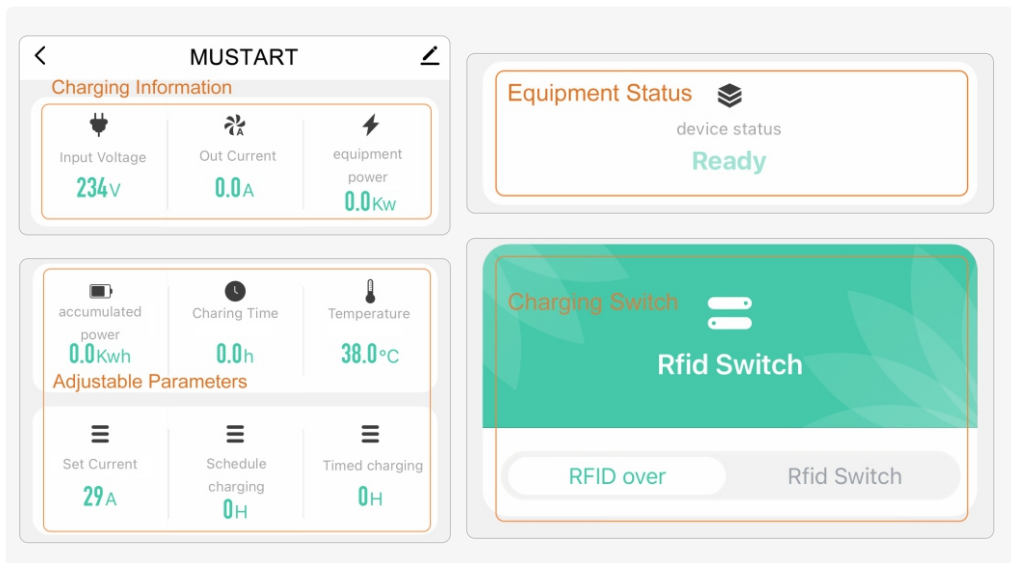 MUSTART
Charging Information
Input Voltage
234V
Out Current
0.0A
equipment
power
0.0Kw
accumulated
power
0.0Kwh
Charing Time
0.0h
Temperature
38.0°C
Adjustable Parameters
Set Current
29A
Schedule
charging
0H
Timed charging
0H
Equipment Status
device status
Ready
Charging Switch
Rfid Switch
RFID over
Rfid Switch